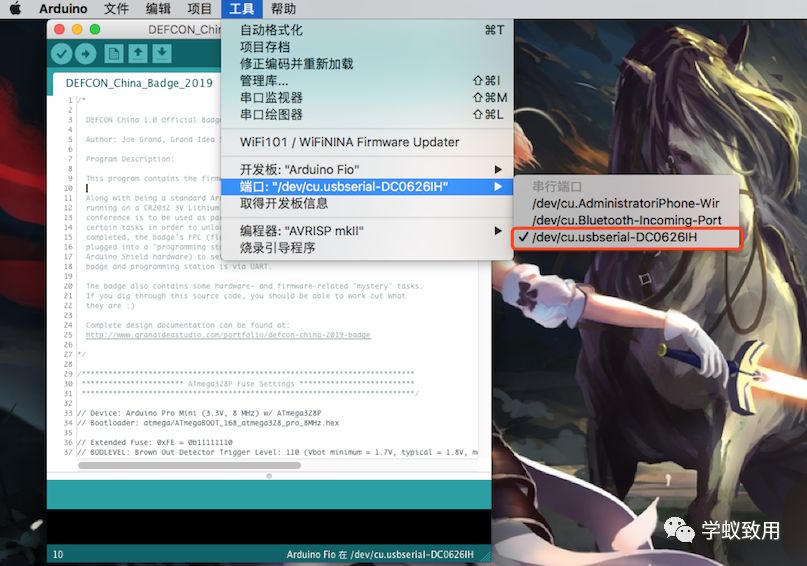 Arduino 文件 编辑 项目 工具 帮助
DEFCON_Chin
DEFCON_China_Badge_2019
自动格式化 ⌘T
项目存档
修正编码并重新加载
管理库... ⇧⌘I
串口监视器 ⇧⌘M
串口绘图器 ⇧⌘L
WiFi101 / WiFiNINA Firmware Updater
开发板: "Arduino Fio"
端口: "/dev/cu.usbserial-DC0626IH"
取得开发板信息
编程器: "AVRISP mkII"
烧录引导程序
串行端口
/dev/cu.AdministratoriPhone-Wir
/dev/cu.Bluetooth-Incoming-Port
✓ /dev/cu.usbserial-DC0626IH
1 /*
2
3 DEFCON China 1.0 Official Badg
4
5 Author: Joe Grand, Grand Idea S
6
7 Program Description:
8
9 This program contains the firm
10
11 Along with being a standard Ar
12 running on a CR2032 3V Lithium
13 conference is to be used as pa
14 certain tasks in order to unlo
15 completed, the badge's FPC (fle
16 plugged into a "programming st
17 Arduino Shield hardware) to se
18 badge and programming station is via UART.
19
20 The badge also contains some hardware- and firmware-related "mystery" tasks.
21 If you dig through this source code, you should be able to work out what
22 they are :)
23
24 Complete design documentation can be found at:
25 http://www.grandideastudio.com/portfolio/defcon-china-2019-badge
26
27 */
28
29 /************************************************************************
30 ********************** ATmega328P Fuse Settings *************************
31 ************************************************************************/
32
33 // Device: Arduino Pro Mini (3.3V, 8 MHz) w/ ATmega328P
34 // Bootloader: atmega/ATmegaBOOT_168_atmega328_pro_8MHz.hex
35
36 // Extended Fuse: 0xFE = 0b11111110
37 // BODLEVEL: Brown Out Detector Trigger Level: 110 (Vbot minimum = 1.7V, typical = 1.8V, m
10 Arduino Fio 在 /dev/cu.usbserial-DC0626IH
学蚁致用